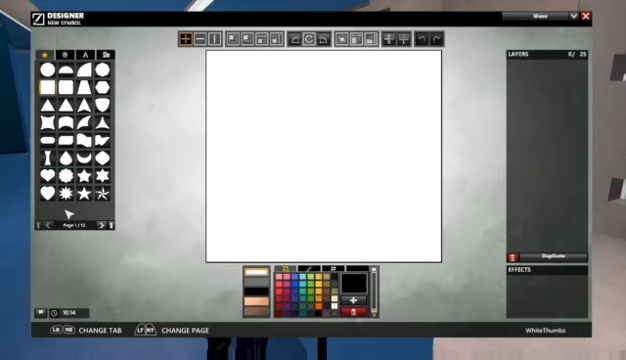 DESIGNER
NEW SYMBOL
Menu
A
LAYERS 0/ 25
Page 1 / 12
Duplicate
EFFECTS
10:14
LB RB CHANGE TAB LT RT CHANGE PAGE
WhiteThumbz